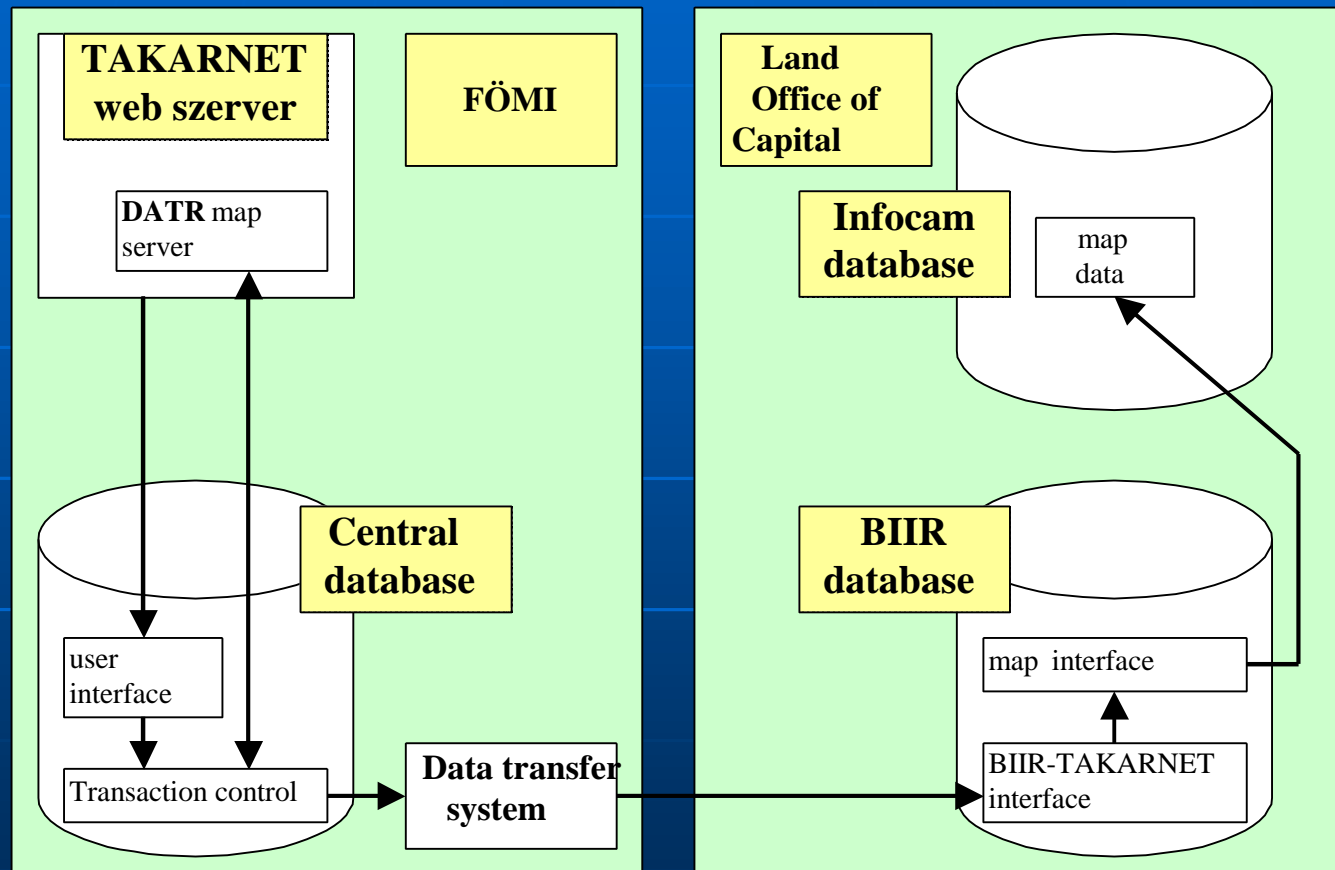 TAKARNET
web szerver
FÖMI
DATR map
server
Central
database
user
interface
Transaction control
Data transfer
system
Land
Office of
Capital
Infocam
database
map
data
BIIR
database
map interface
BIIR-TAKARNET
interface